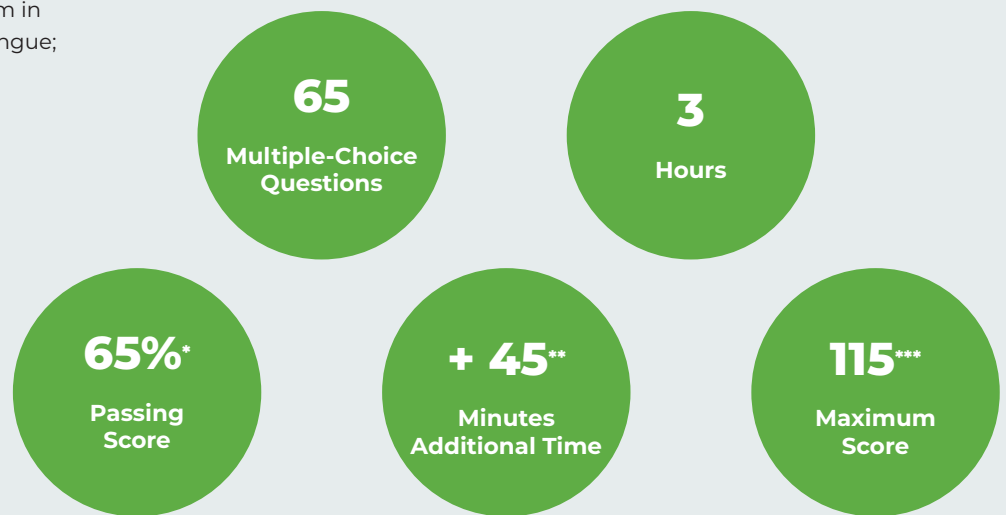 in
ngue;
65
Multiple-Choice
Questions
3
Hours
65%*
Passing
Score
+ 45**
Minutes
Additional Time
115***
Maximum
Score